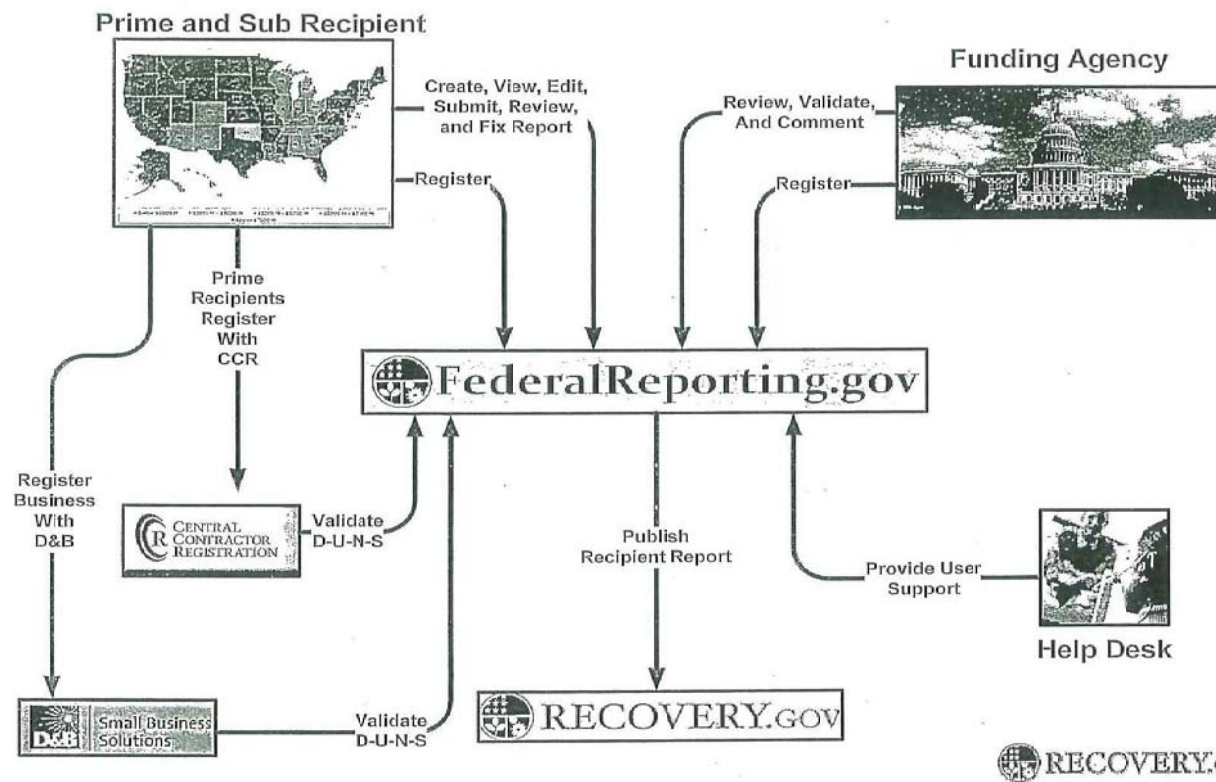 Prime and Sub Recipient
Funding Agency
Create, View, Edit,
Submit, Review,
and Fix Report
Review, Validate,
And Comment
Register
Register
Prime
Recipients
Register
With
CCR
FederalReporting.gov
Register
Business
With
D&B
CENTRAL
CONTRACTOR
REGISTRATION
Validate
D-U-N-S
Publish
Recipient Report
Provide User
Support
Help Desk
D&B
Small Business
Solutions
Validate
D-U-N-S
RECOVERY.GOV
RECOVERY.